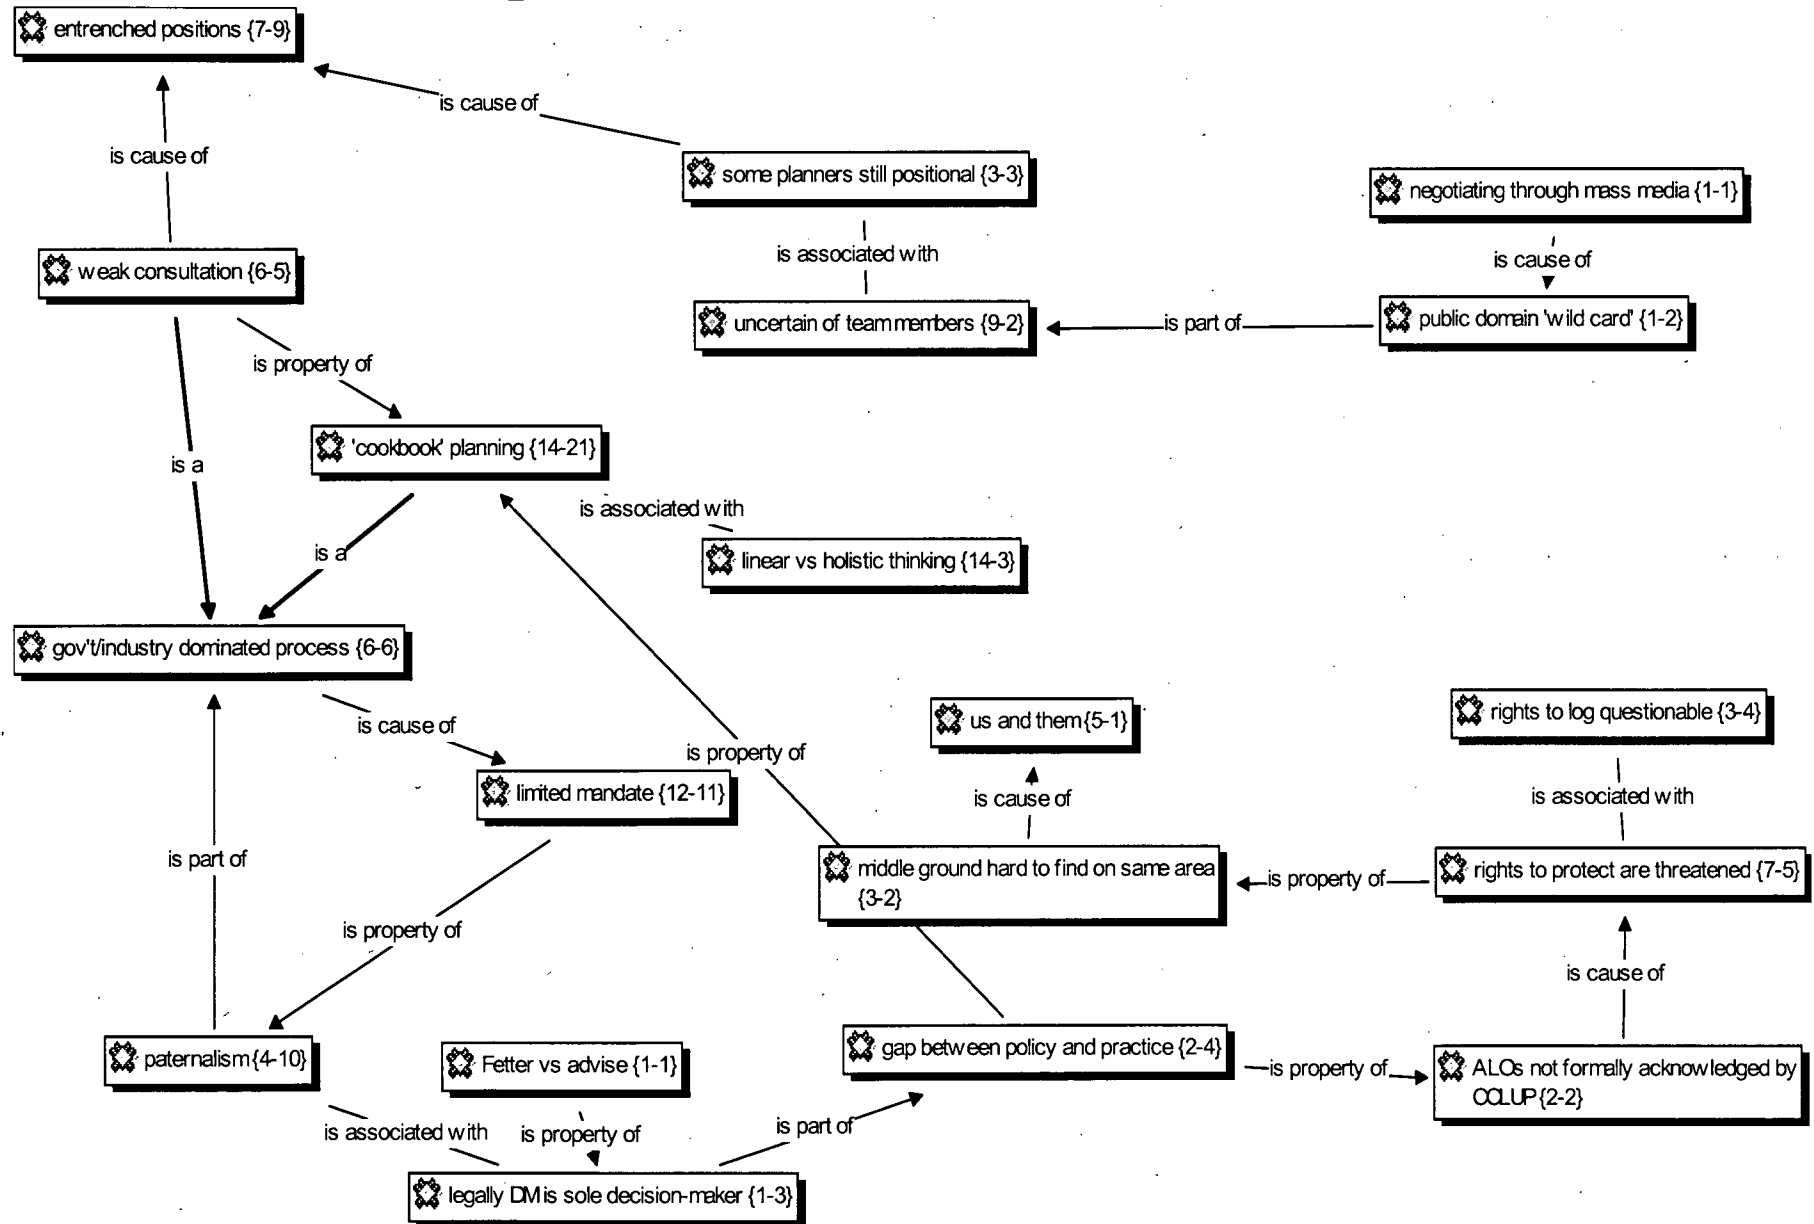 entrenched positions {7-9}
is cause of
is cause of
some planners still positional {3-3}
negotiating through mass media {1-1}
is associated with
is cause of
weak consultation {6-5}
uncertain of team members {9-2}
is part of
public domain 'wild card' {1-2}
is property of
'cookbook' planning {14-21}
is a
is associated with
is a
linear vs holistic thinking {14-3}
gov't/industry dominated process {6-6}
is cause of
us and them {5-1}
rights to log questionable {3-4}
is property of
limited mandate {12-11}
is cause of
is associated with
is part of
middle ground hard to find on same area
{3-2}
is property of
rights to protect are threatened {7-5}
is property of
is cause of
paternalism {4-10}
Fetter vs advise {1-1}
gap between policy and practice {2-4}
is property of
ALOs not formally acknowledged by
CCLUP {2-2}
is associated with
is property of
is part of
legally DM is sole decision-maker {1-3}